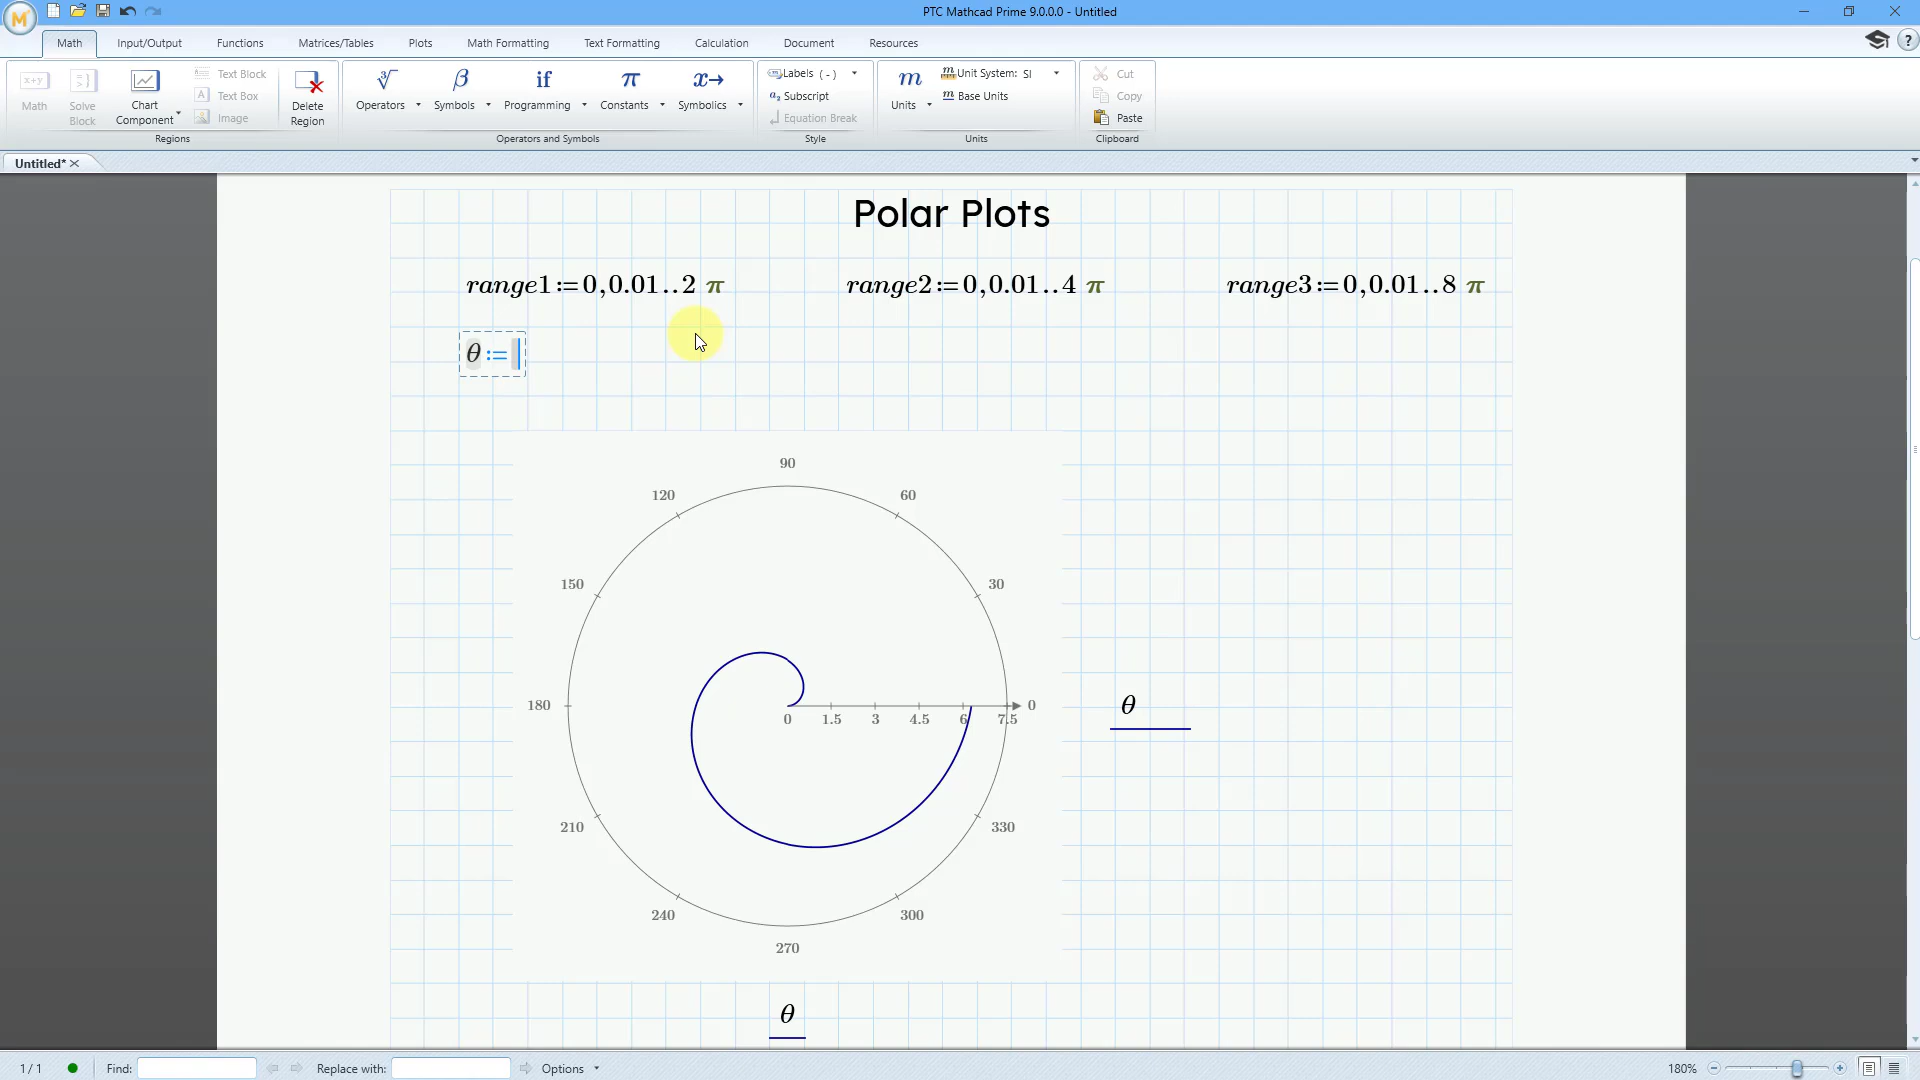 PTC Mathcad Prime 9.0.0.0 - Untitled
Math Input/Output Functions Matrices/Tables Plots Math Formatting Text Formatting Calculation Document Resources
Math
Solve Block
Chart Component
Text Block
Text Box
Image
Delete Region
Regions
Operators
Symbols
if Programming
π Constants
Symbolics
Operators and Symbols
Labels ( - )
Subscript
Equation Break
Style
m Units
Unit System: SI
Base Units
Units
Cut
Copy
Paste
Clipboard
Untitled*
Polar Plots
range1:=0,0.01..2 π
range2:=0,0.01..4 π
range3:=0,0.01..8 π
θ:=
90
120 60
150 30
180 0
0 1.5 3 4.5 6 7.5
θ
210 330
240 300
270
θ
1 / 1 Find: Replace with: Options 180%